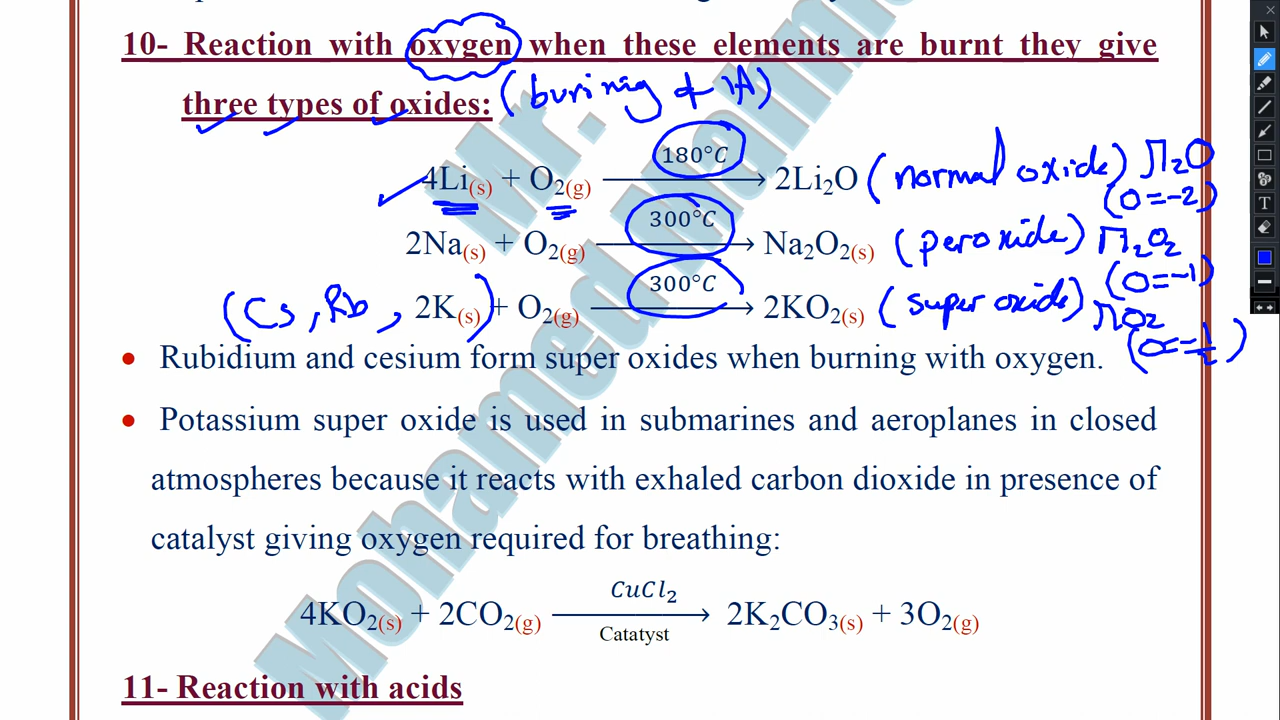 10- Reaction with oxygen when these elements are burnt they give
three types of oxides: (burinig of 1A)
4Li(s) + O2(g) 180°C 2Li2O (normal oxide) M2O
(O=-2)
2Na(s) + O2(g) 300°C Na2O2(s) (peroxide) M2O2
(O=-1)
(Cs, Rb, 2K(s)) + O2(g) 300°C 2KO2(s) (super oxide) MO2
(O=-1/2)
• Rubidium and cesium form super oxides when burning with oxygen.
• Potassium super oxide is used in submarines and aeroplanes in closed
atmospheres because it reacts with exhaled carbon dioxide in presence of
catalyst giving oxygen required for breathing:
4KO2(s) + 2CO2(g) CuCl2 Catatyst 2K2CO3(s) + 3O2(g)
11- Reaction with acids
Mr. Mohammed